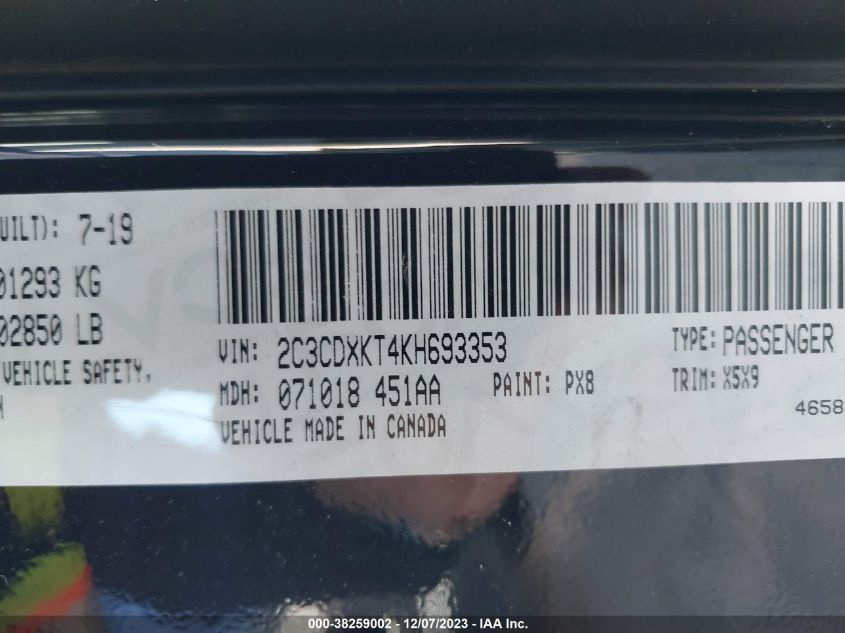 UILT): 7-19
01293 KG
02850 LB
VEHICLE SAFETY,
VIN: 2C3CDXKT4KH693353 TYPE: PASSENGER
MDH: 071018 451AA PAINT: PX8 TRIM: X5X9
VEHICLE MADE IN CANADA
4658
000-38259002 - 12/07/2023 - IAA Inc.